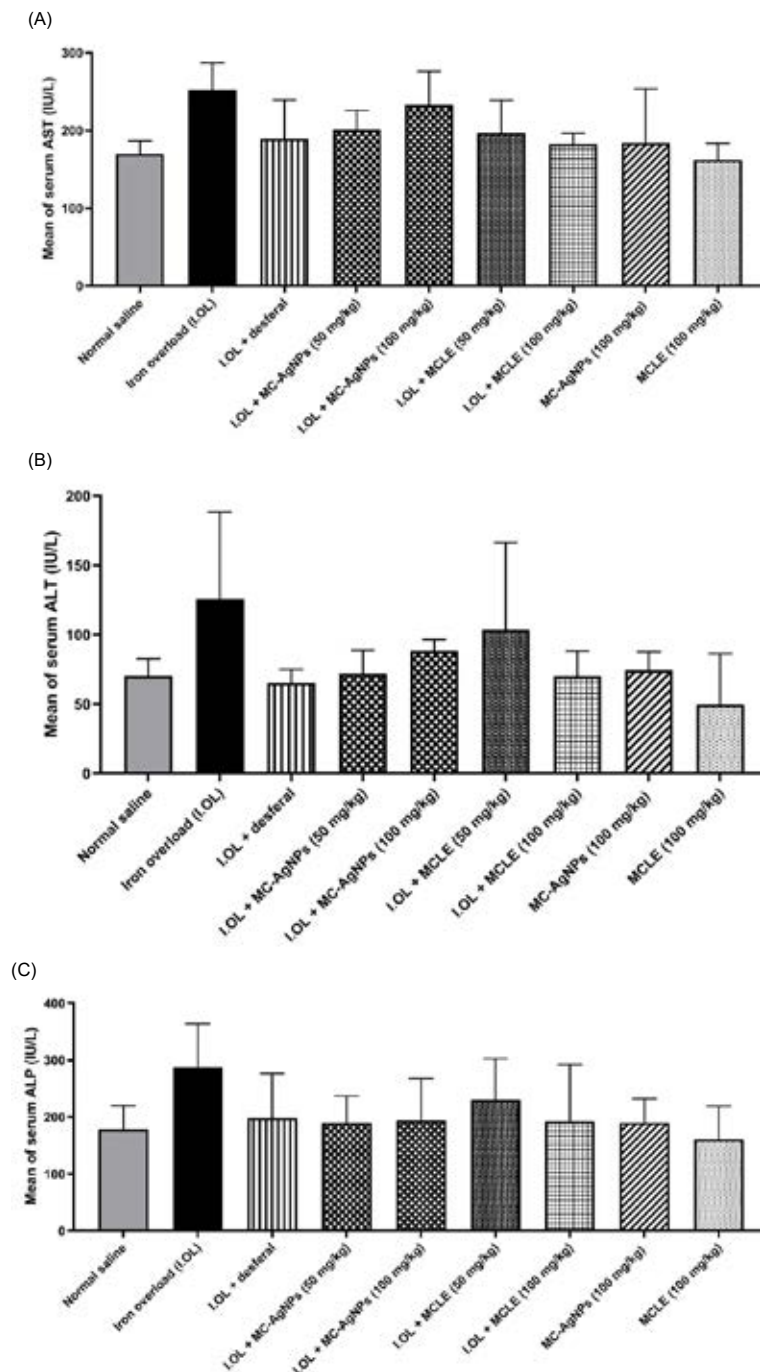 (A)
Mean of serum AST (IU/L)
300
200
100
0
Normal saline
Iron overload (I.OL)
I.OL + desferal
I.OL + MC-AgNPs (50 mg/kg)
I.OL + MC-AgNPs (100 mg/kg)
I.OL + MCLE (50 mg/kg)
I.OL + MCLE (100 mg/kg)
MC-AgNPs (100 mg/kg)
MCLE (100 mg/kg)
(B)
Mean of serum ALT (IU/L)
200
150
100
50
0
Normal saline
Iron overload (I.OL)
I.OL + desferal
I.OL + MC-AgNPs (50 mg/kg)
I.OL + MC-AgNPs (100 mg/kg)
I.OL + MCLE (50 mg/kg)
I.OL + MCLE (100 mg/kg)
MC-AgNPs (100 mg/kg)
MCLE (100 mg/kg)
(C)
Mean of serum ALP (IU/L)
400
300
200
100
0
Normal saline
Iron overload (I.OL)
I.OL + desferal
I.OL + MC-AgNPs (50 mg/kg)
I.OL + MC-AgNPs (100 mg/kg)
I.OL + MCLE (50 mg/kg)
I.OL + MCLE (100 mg/kg)
MC-AgNPs (100 mg/kg)
MCLE (100 mg/kg)